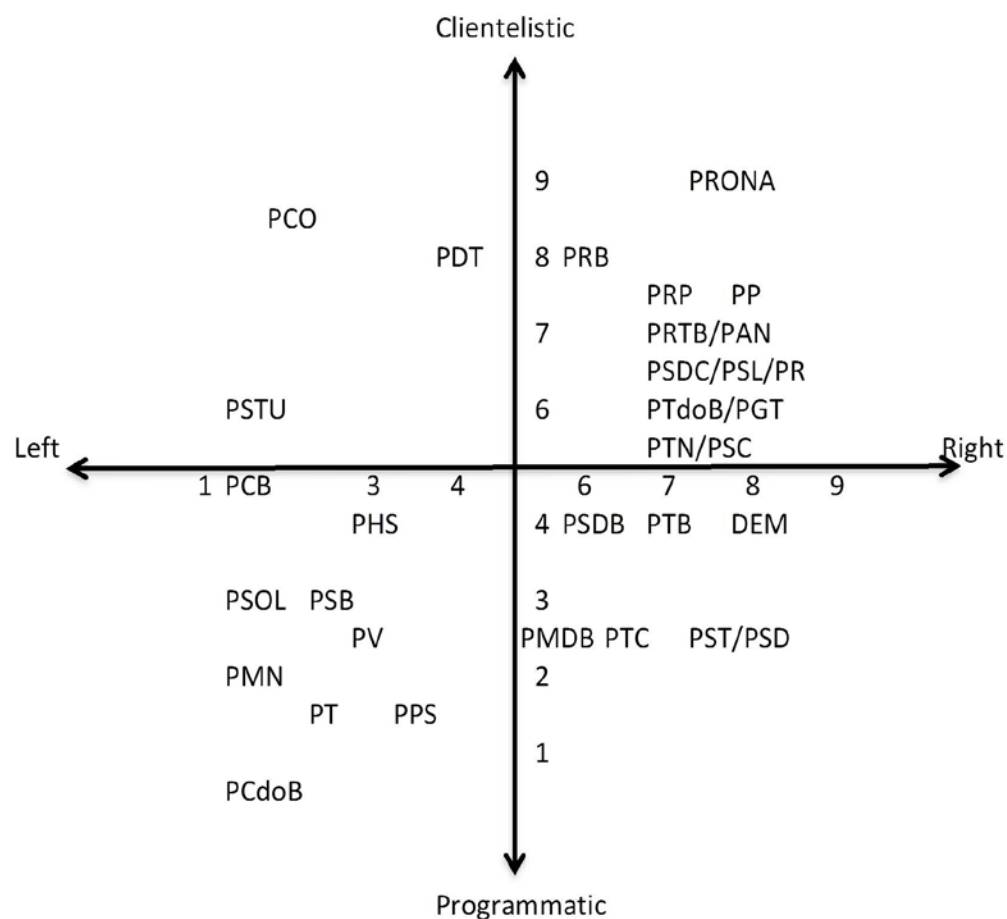 Clientelistic
9 PRONA
PCO
PDT 8 PRB
PRP PP
7 PRTB/PAN
PSDC/PSL/PR
PSTU 6 PTdoB/PGT
Left PTN/PSC Right
1 PCB 3 4 6 7 8 9
PHS 4 PSDB PTB DEM
PSOL PSB 3
PV PMDB PTC PST/PSD
PMN 2
PT PPS
1
PCdoB
Programmatic